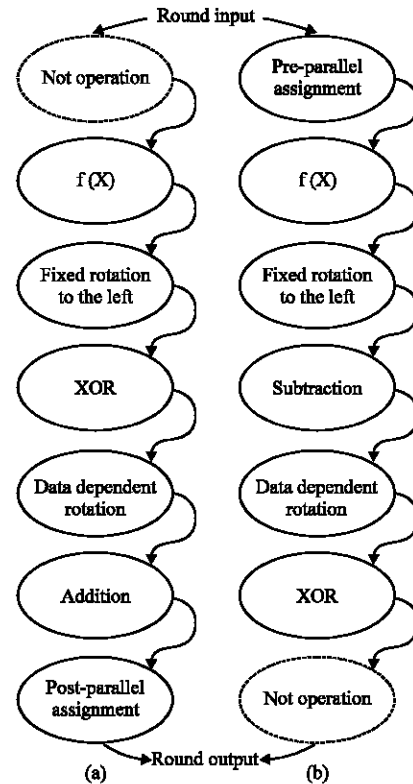 Round input
Not operation
f (X)
Fixed rotation
to the left
XOR
Data dependent
rotation
Addition
Post-parallel
assignment
(a)
Pre-parallel
assignment
f (X)
Fixed rotation
to the left
Subtraction
Data dependent
rotation
XOR
Not operation
(b)
Round output